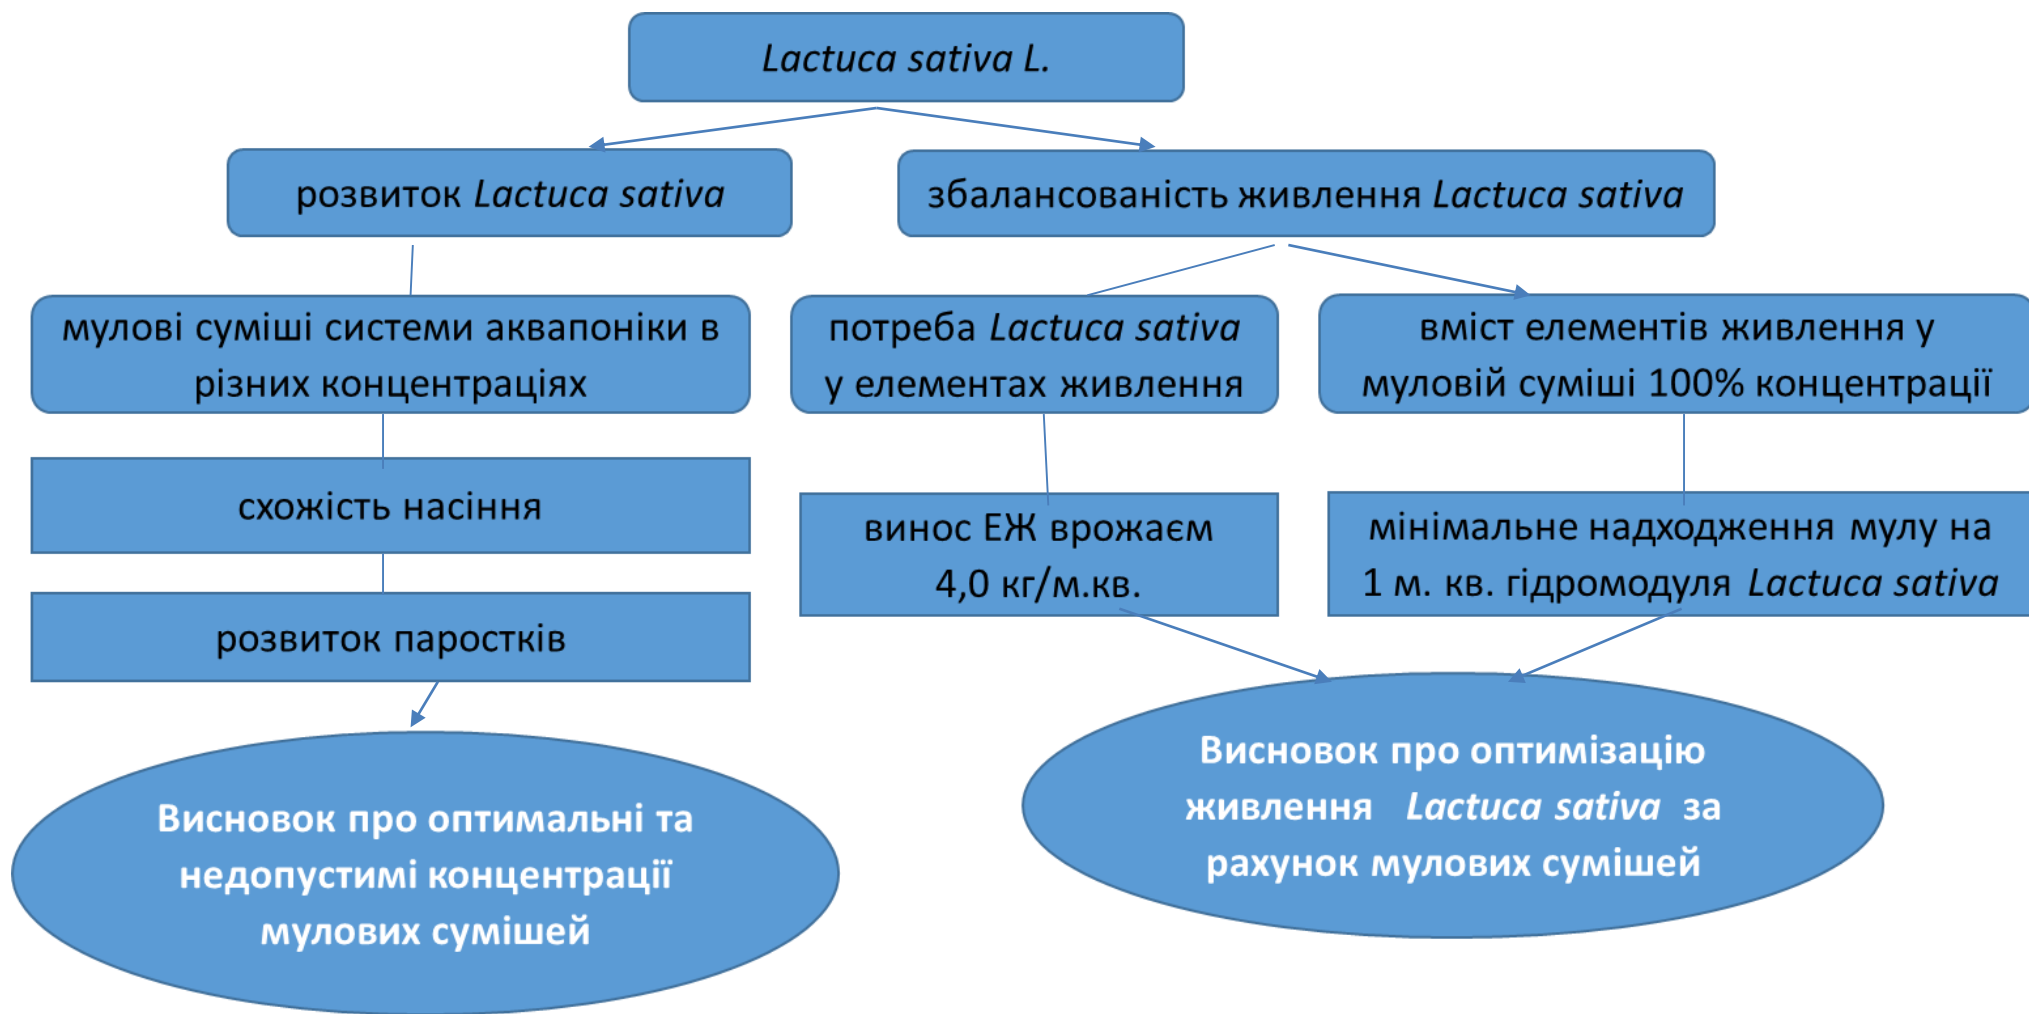 Lactuca sativa L.
розвиток Lactuca sativa
збалансованість живлення Lactuca sativa
мулові суміші системи аквапоніки в
різних концентраціях
потреба Lactuca sativa
у елементах живлення
вміст елементів живлення у
муловій суміші 100% концентрації
схожість насіння
винос ЕЖ врожаєм
4,0 кг/м.кв.
мінімальне надходження мулу на
1 м. кв. гідромодуля Lactuca sativa
розвиток паростків
Висновок про оптимальні та
недопустимі концентрації
мулових сумішей
Висновок про оптимізацію
живлення Lactuca sativa за
рахунок мулових сумішей